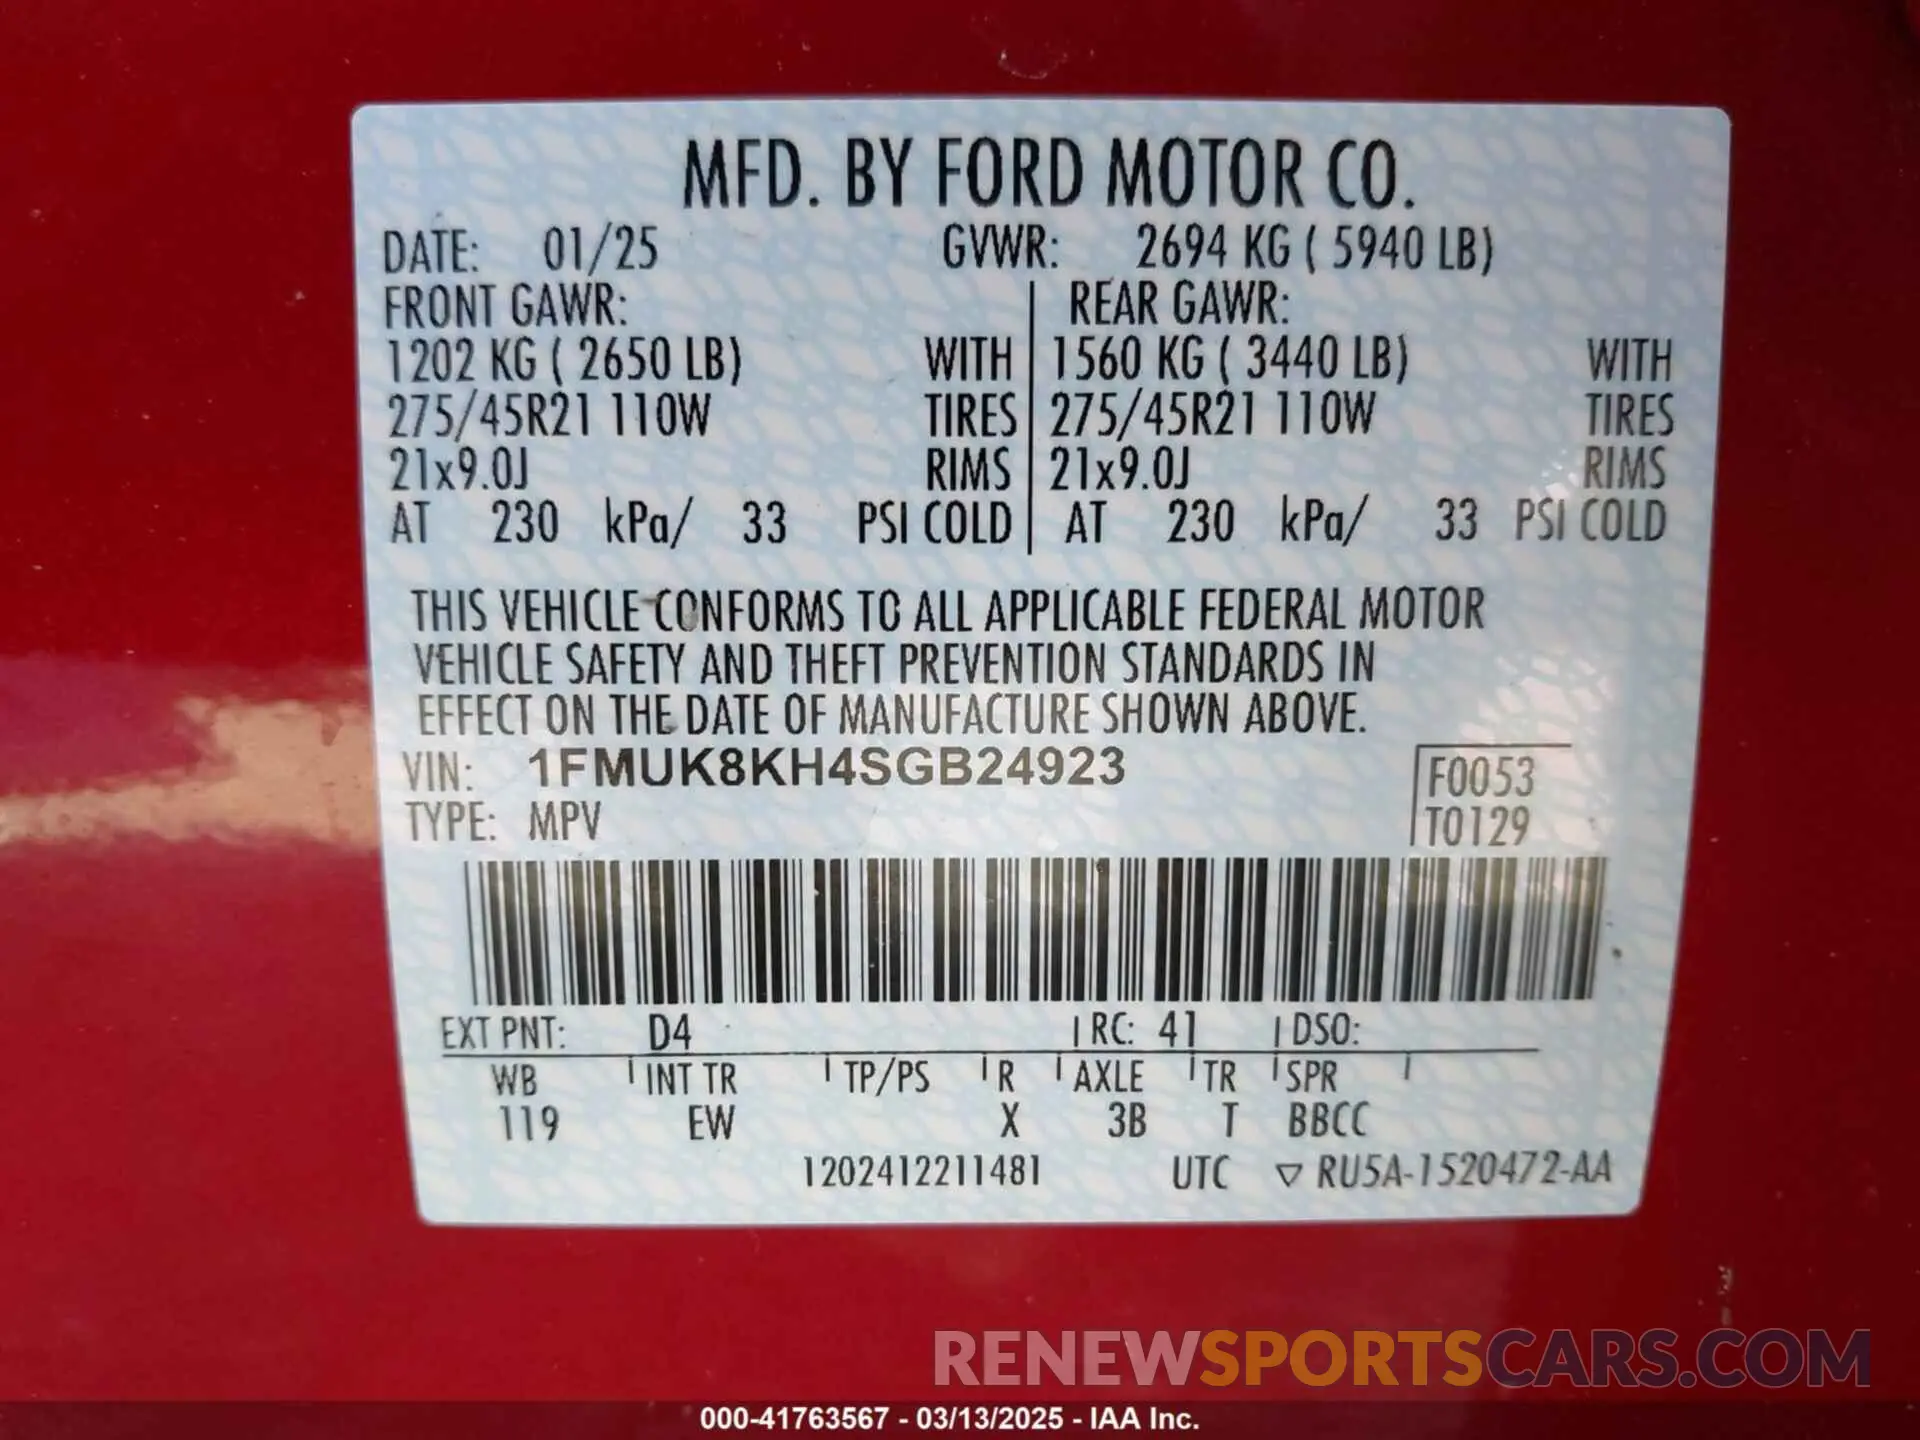 MFD. BY FORD MOTOR CO.
DATE: 01/25 GVWR: 2694 KG ( 5940 LB)
FRONT GAWR: REAR GAWR:
1202 KG ( 2650 LB) WITH 1560 KG ( 3440 LB) WITH
275/45R21 110W TIRES 275/45R21 110W TIRES
21x9.0J RIMS 21x9.0J RIMS
AT 230 kPa/ 33 PSI COLD AT 230 kPa/ 33 PSI COLD
THIS VEHICLE CONFORMS TO ALL APPLICABLE FEDERAL MOTOR
VEHICLE SAFETY AND THEFT PREVENTION STANDARDS IN
EFFECT ON THE DATE OF MANUFACTURE SHOWN ABOVE.
VIN: 1FMUK8KH4SGB24923 F0053
TYPE: MPV T0129
EXT PNT: D4 RC: 41 DSO:
WB INT TR TP/PS R AXLE TR SPR
119 EW X 3B T BBCC
1202412211481 UTC ▽ RU5A-1520472-AA
RENEWSPORTSCARS.COM
000-41763567 - 03/13/2025 - IAA Inc.